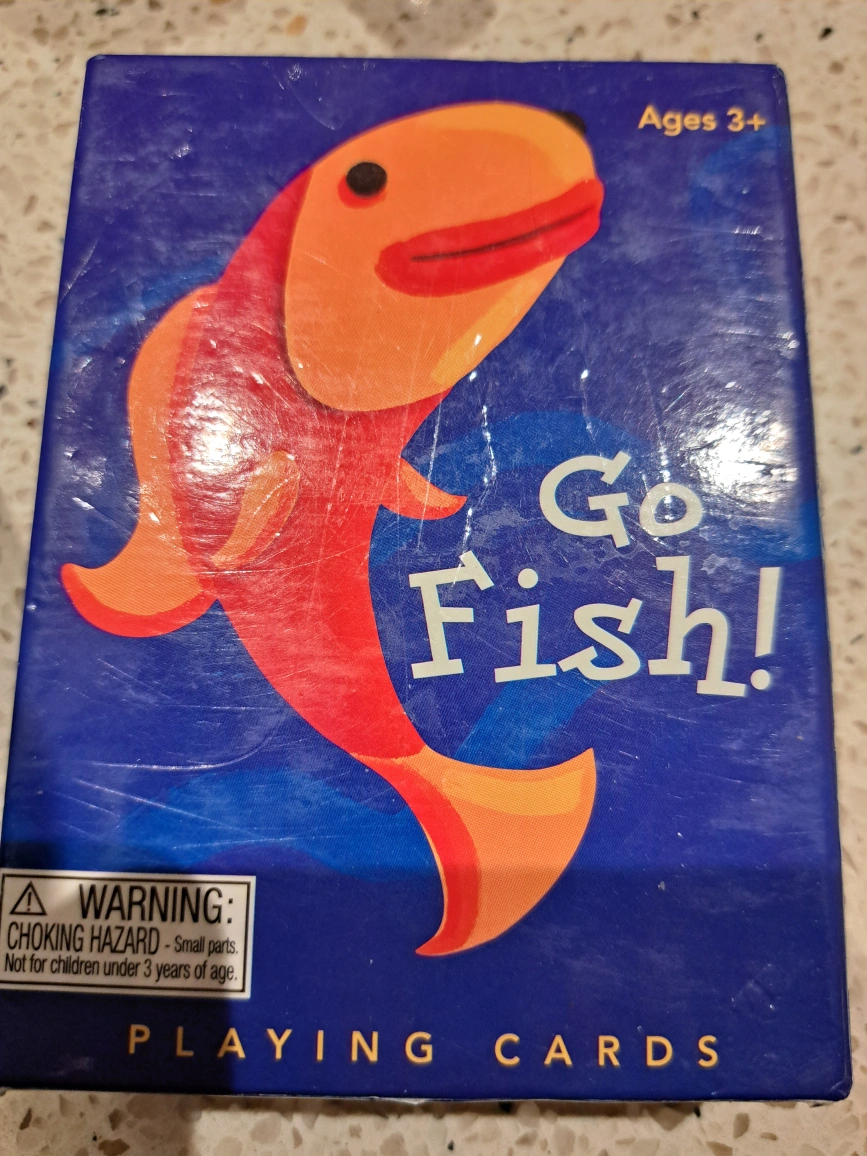 Ages 3+
Go
Fish!
WARNING:
CHOKING HAZARD - Small parts.
Not for children under 3 years of age.
PLAYING CARDS